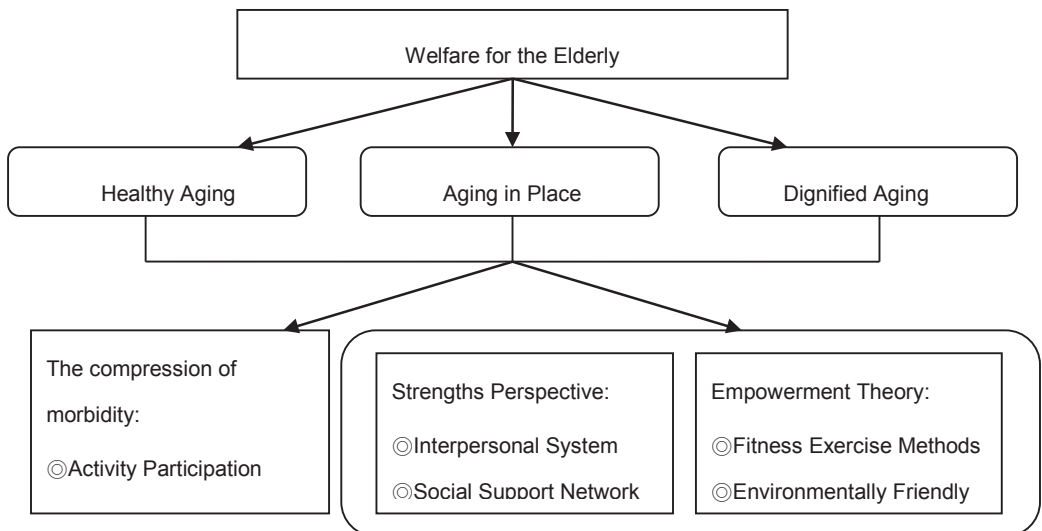 Welfare for the Elderly
Healthy Aging
Aging in Place
Dignified Aging
The compression of
morbidity:
◎Activity Participation
Strengths Perspective:
◎Interpersonal System
◎Social Support Network
Empowerment Theory:
◎Fitness Exercise Methods
◎Environmentally Friendly